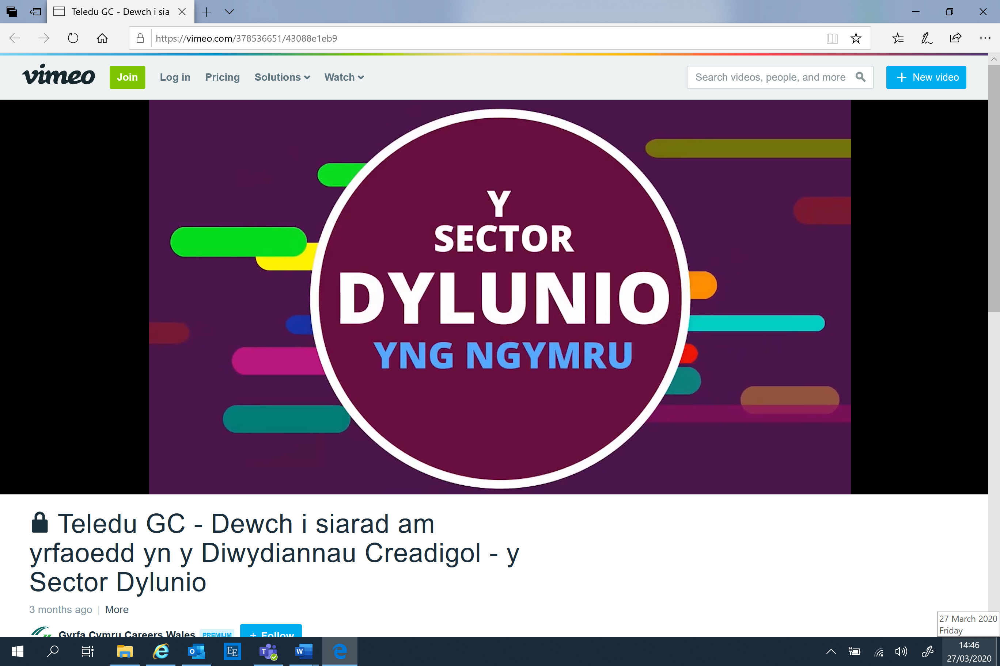 Teledu GC - Dewch i sia
https://vimeo.com/378536651/43088e1eb9
vimeo Join Log in Pricing Solutions Watch Search videos, people, and more + New video
Y
SECTOR
DYLUNIO
YNG NGYMRU
Teledu GC - Dewch i siarad am
yrfaoedd yn y Diwydiannau Creadigol - y
Sector Dylunio
3 months ago | More
Gyrfa Cymru Careers Wales PREMIUM + Follow
27 March 2020
Friday
14:46
27/03/2020